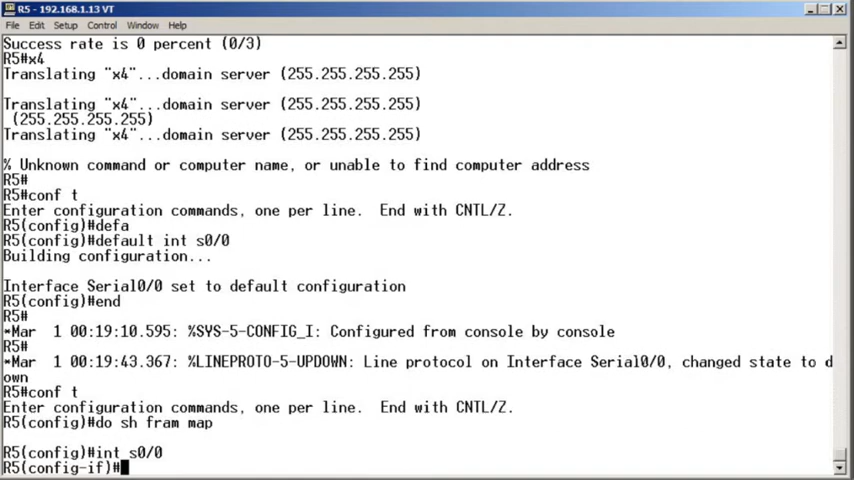 R5 - 192.168.1.13 VT
File Edit Setup Control Window Help
Success rate is 0 percent (0/3)
R5#x4
Translating "x4"...domain server (255.255.255.255)
Translating "x4"...domain server (255.255.255.255)
(255.255.255.255)
Translating "x4"...domain server (255.255.255.255)
% Unknown command or computer name, or unable to find computer address
R5#
R5#conf t
Enter configuration commands, one per line.  End with CNTL/Z.
R5(config)#defa
R5(config)#default int s0/0
Building configuration...
Interface Serial0/0 set to default configuration
R5(config)#end
R5#
*Mar  1 00:19:10.595: %SYS-5-CONFIG_I: Configured from console by console
R5#
*Mar  1 00:19:43.367: %LINEPROTO-5-UPDOWN: Line protocol on Interface Serial0/0, changed state to d
own
R5#conf t
Enter configuration commands, one per line.  End with CNTL/Z.
R5(config)#do sh fram map
R5(config)#int s0/0
R5(config-if)#